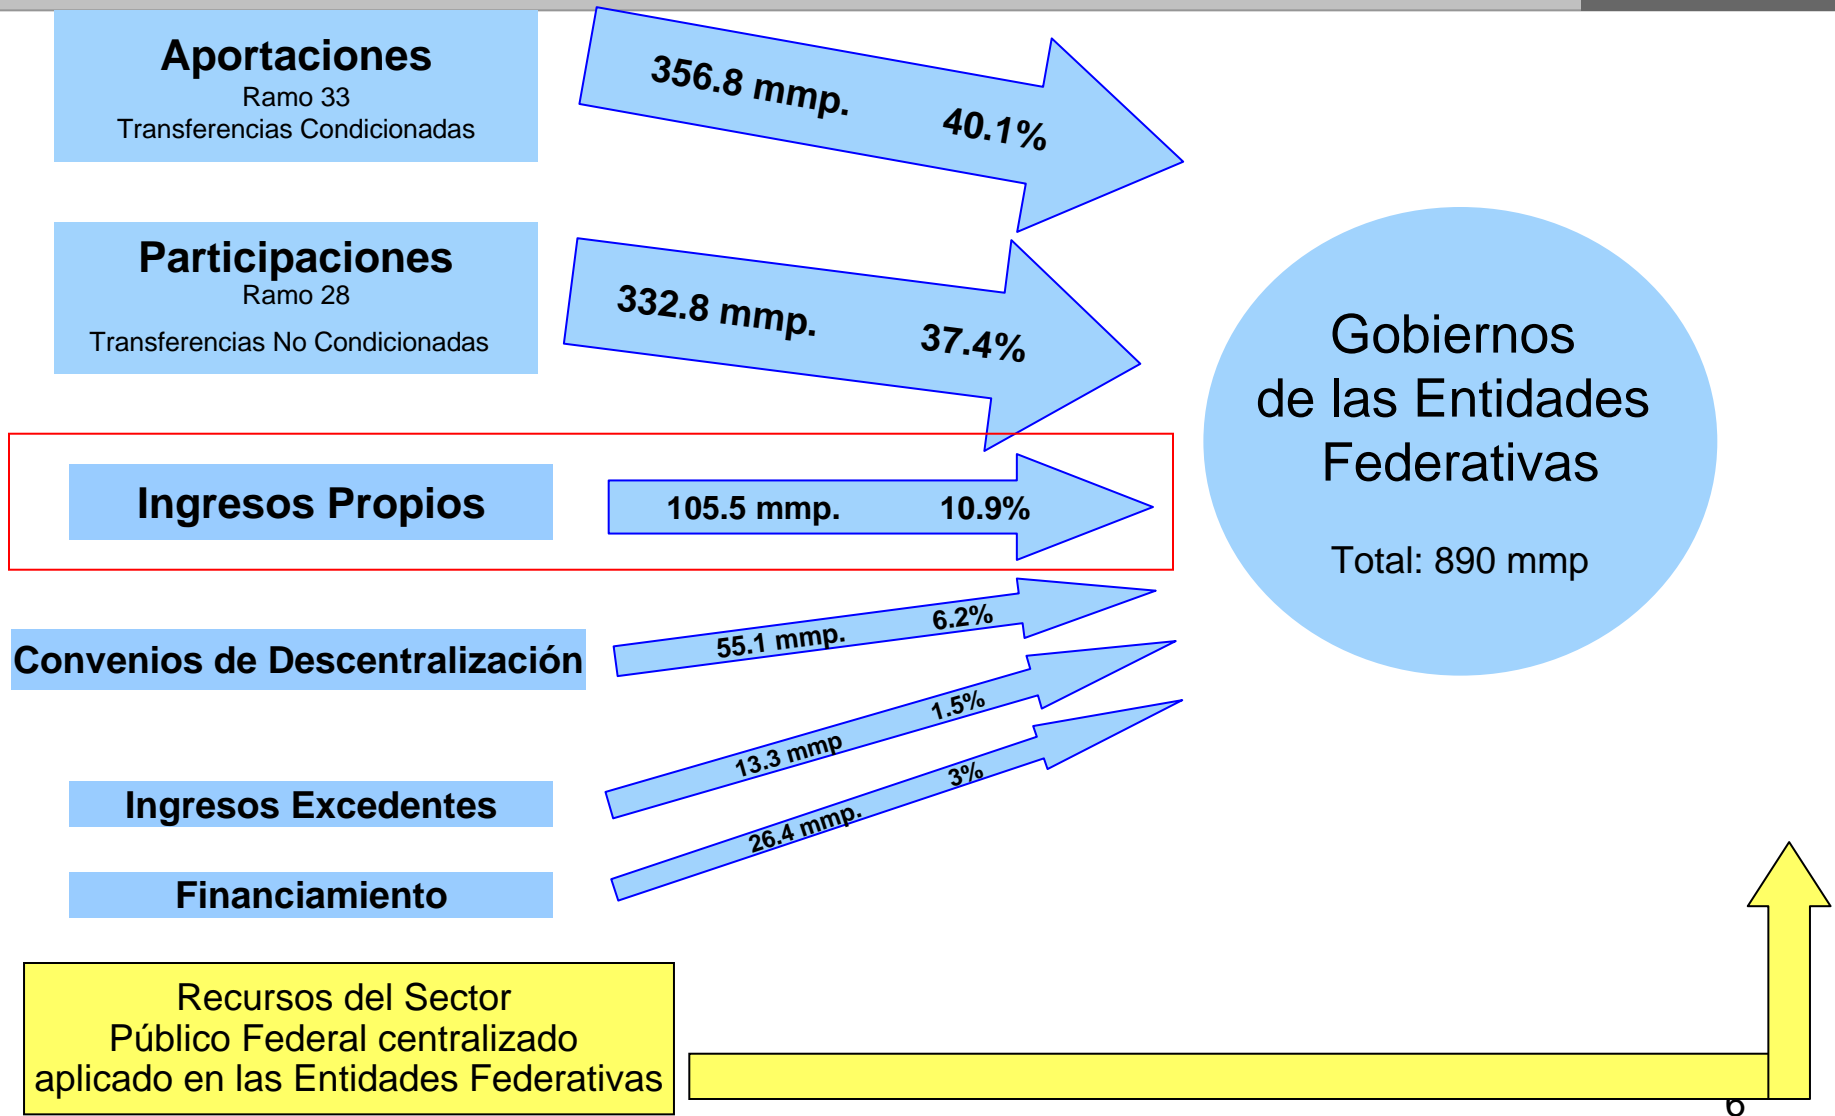 Aportaciones
Ramo 33
Transferencias Condicionadas
356.8 mmp. 40.1%
Participaciones
Ramo 28
Transferencias No Condicionadas
332.8 mmp. 37.4%
Ingresos Propios
105.5 mmp. 10.9%
Convenios de Descentralización
55.1 mmp. 6.2%
Ingresos Excedentes
13.3 mmp 1.5%
Financiamiento
26.4 mmp. 3%
Gobiernos
de las Entidades
Federativas
Total: 890 mmp
Recursos del Sector
Público Federal centralizado
aplicado en las Entidades Federativas
6